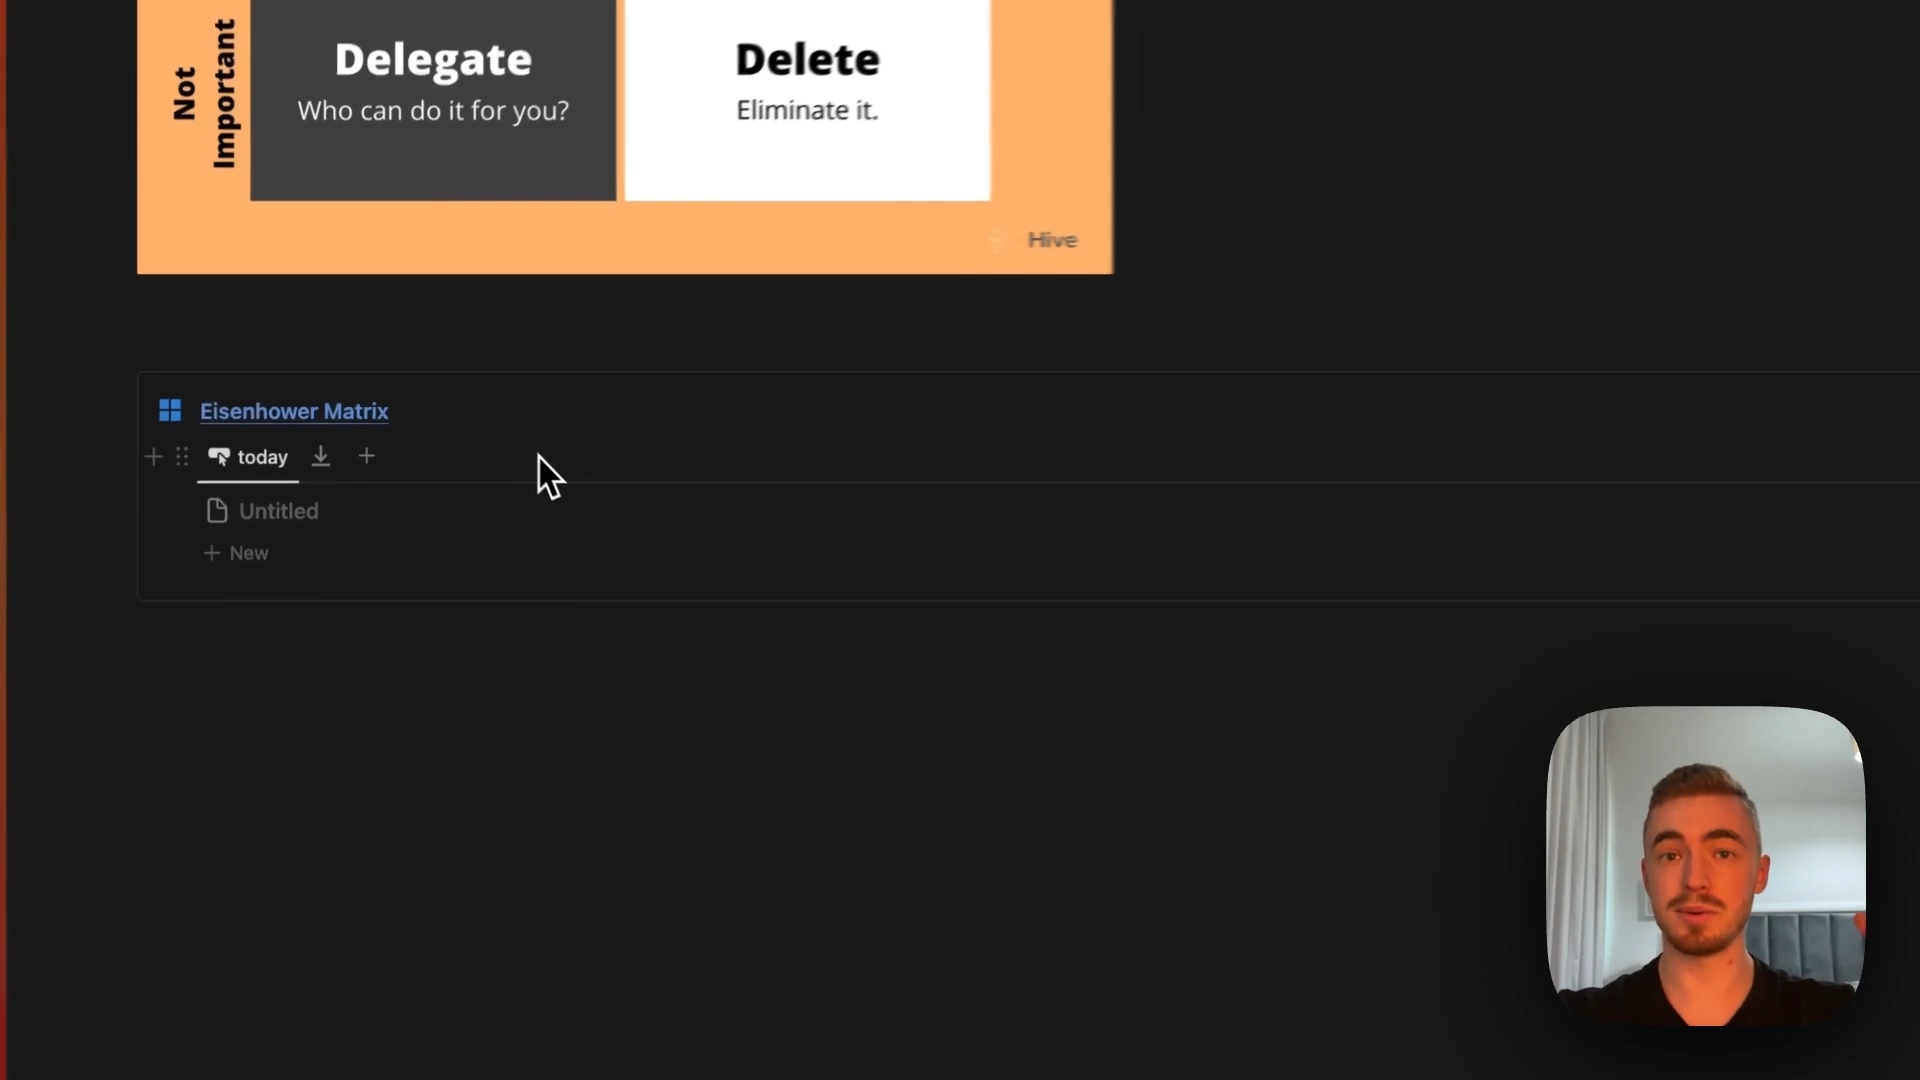 Not
Important
Delegate
Who can do it for you?
Delete
Eliminate it.
Hive
Eisenhower Matrix
today
Untitled
New